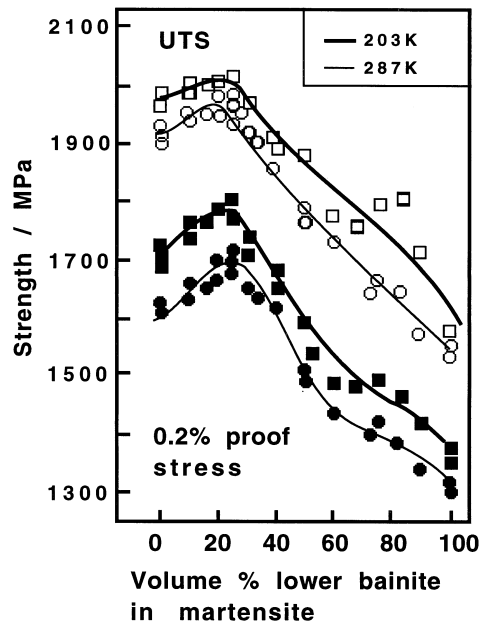 2100
UTS
203K
287K
1900
1700
1500
1300
Strength / MPa
0.2% proof
stress
0 20 40 60 80 100
Volume % lower bainite
in martensite